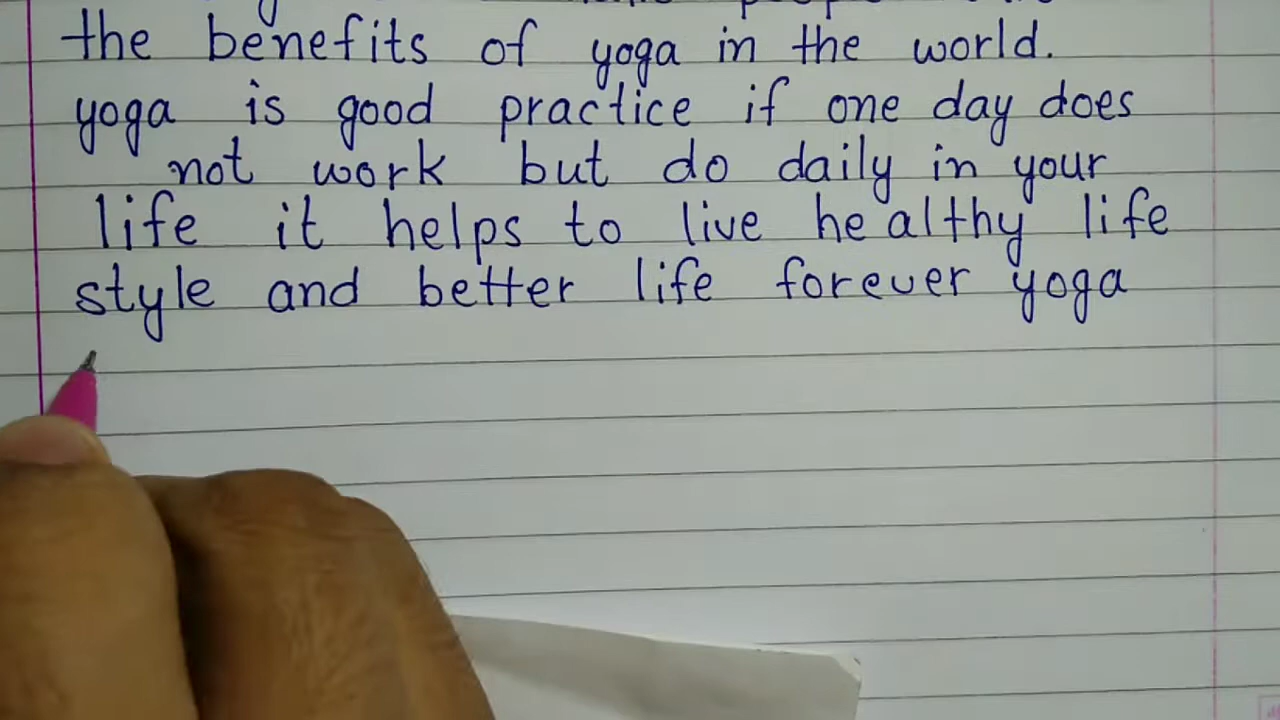 the benefits of yoga in the world.
yoga is good practice if one day does
not work but do daily in your
life it helps to live healthy life
style and better life forever yoga